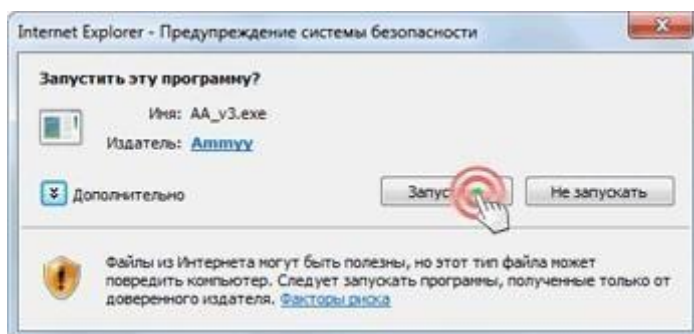 Internet Explorer - Предупреждение системы безопасности
Запустить эту программу?
Имя: AA_v3.exe
Издатель: Ammyy
Дополнительно
Не запускать
Файлы из Интернета могут быть полезны, но этот тип файла может
повредить компьютер. Следует запускать программы, полученные только от
доверенного издателя. Факторы риска